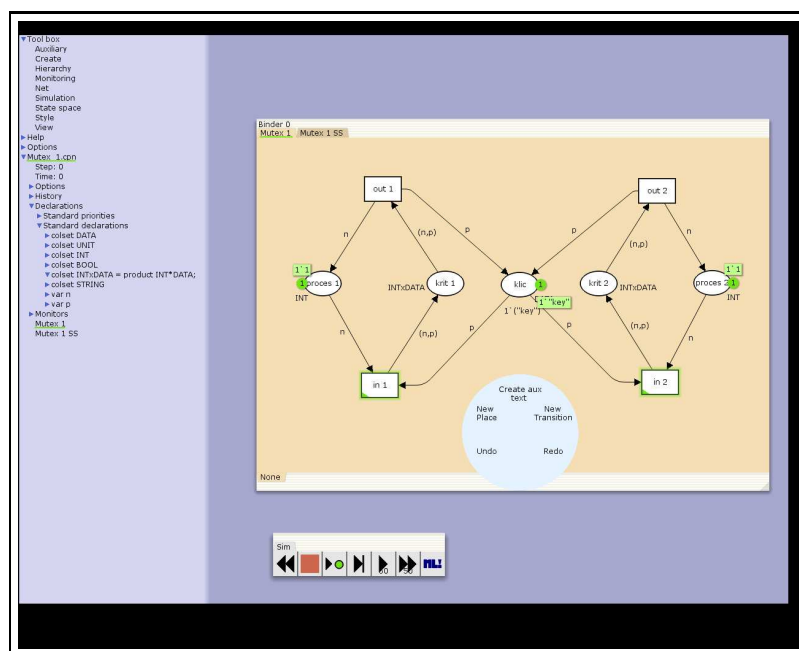 Tool box
Auxiliary
Create
Hierarchy
Monitoring
Net
Simulation
State space
Style
View
Help
Options
Mutex 1.cpn
Step: 0
Time: 0
Options
History
Declarations
Standard priorities
Standard declarations
colset DATA
colset UNIT
colset INT
colset BOOL
colset INTxDATA = product INT*DATA;
colset STRING
var n
var p
Monitors
Mutex 1
Mutex 1 SS
Binder 0
Mutex 1 Mutex 1 SS
out 1
out 2
n
(n,p)
p
p
(n,p)
n
1`1
1
proces 1
INT
krit 1
INTxDATA
klic
1
1`"key"
1`("key")
krit 2
INTxDATA
1`1
proces 2
1
INT
n
(n,p)
p
p
(n,p)
n
in 1
in 2
Create aux
text
New
Place
New
Transition
Undo
Redo
None
Sim
50
ML!